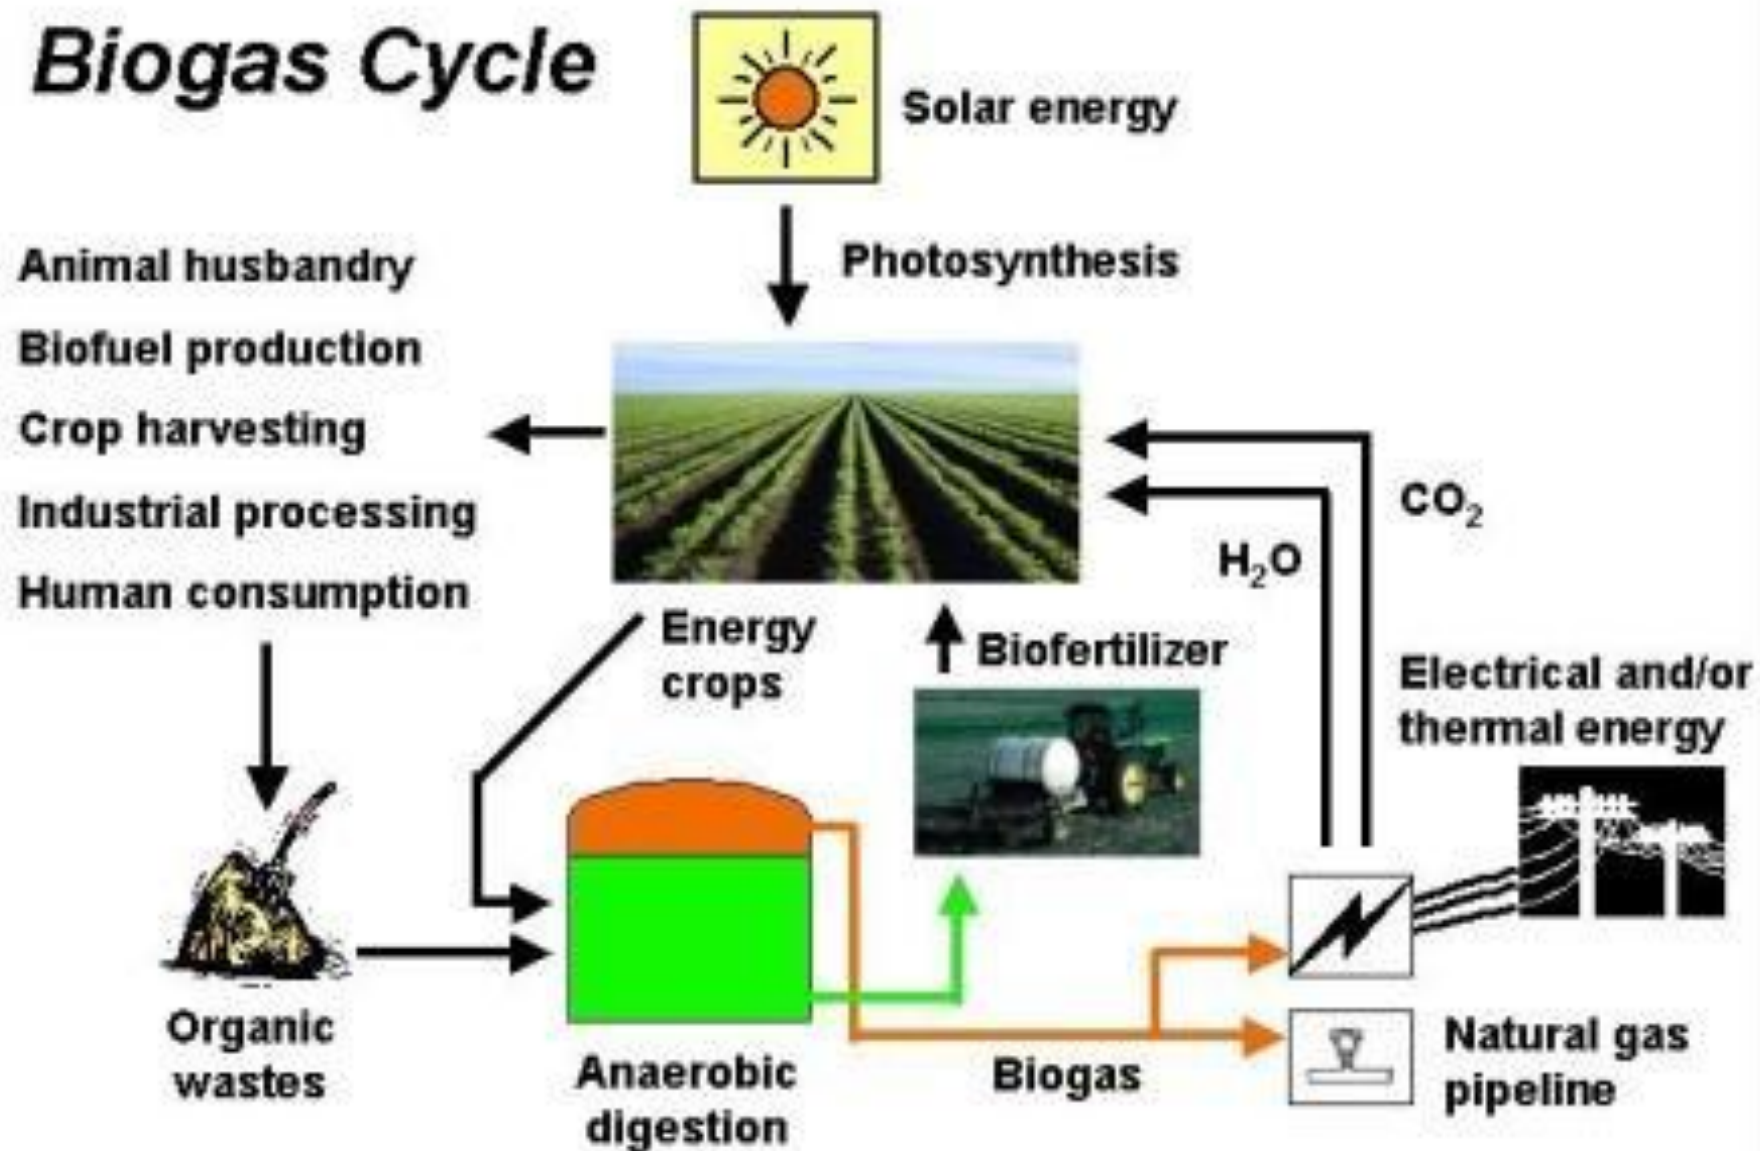 Biogas Cycle
Solar energy
Photosynthesis
Animal husbandry
Biofuel production
Crop harvesting
Industrial processing
Human consumption
CO₂
H₂O
Energy
crops
Biofertilizer
Electrical and/or
thermal energy
Organic
wastes
Anaerobic
digestion
Biogas
Natural gas
pipeline